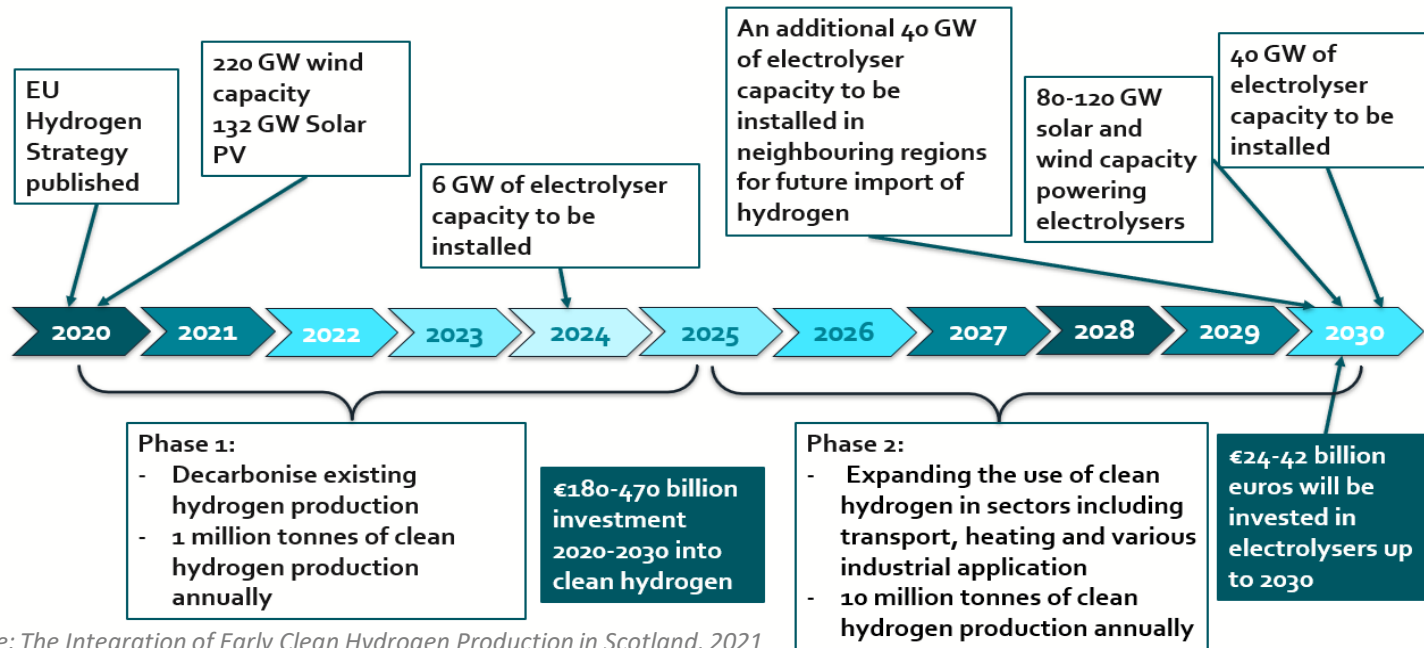 EU
Hydrogen
Strategy
published
220 GW wind
capacity
132 GW Solar
PV
6 GW of electrolyser
capacity to be
installed
An additional 40 GW
of electrolyser
capacity to be
installed in
neighbouring regions
for future import of
hydrogen
80-120 GW
solar and
wind capacity
powering
electrolysers
40 GW of
electrolyser
capacity to be
installed
2020
2021
2022
2023
2024
2025
2026
2027
2028
2029
2030
Phase 1:
- Decarbonise existing
hydrogen production
- 1 million tonnes of clean
hydrogen production
annually
€180-470 billion
investment
2020-2030 into
clean hydrogen
Phase 2:
- Expanding the use of clean
hydrogen in sectors including
transport, heating and various
industrial application
- 10 million tonnes of clean
hydrogen production annually
€24-42 billion
euros will be
invested in
electrolysers up
to 2030
e: The Integration of Early Clean Hydrogen Production in Scotland, 2021